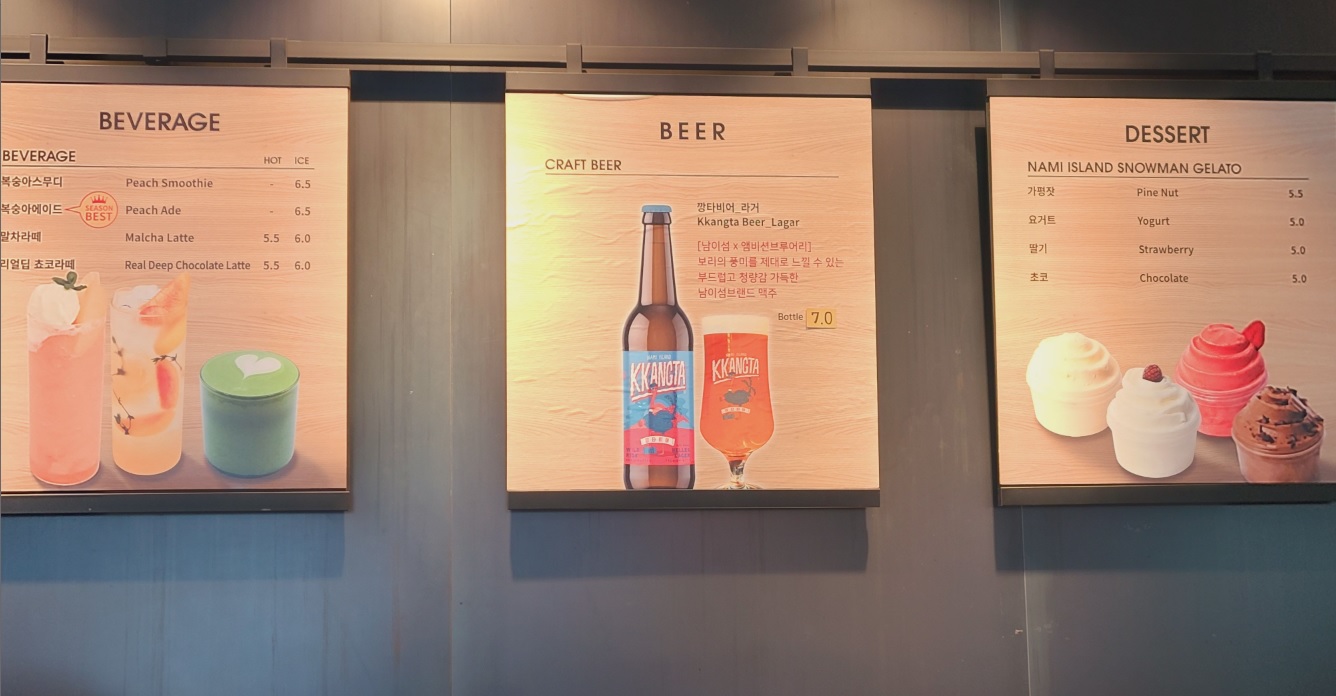 BEVERAGE
BEVERAGE HOT ICE
복숭아스무디 Peach Smoothie - 6.5
복숭아에이드 SEASON BEST Peach Ade - 6.5
말차라떼 Malcha Latte 5.5 6.0
리얼딥 쵸코라떼 Real Deep Chocolate Latte 5.5 6.0
BEER
CRAFT BEER
깡타비어_라거
Kkangta Beer_Lagar
[남이섬 x 앰비션브루어리]
보라의 풍미를 제대로 느낄 수 있는
부드럽고 청량감 가득한
남이섬브랜드 맥주
Bottle 7.0
NAMI ISLAND
KKANGTA
KKANGTA
DESSERT
NAMI ISLAND SNOWMAN GELATO
가평잣 Pine Nut 5.5
요거트 Yogurt 5.0
딸기 Strawberry 5.0
초코 Chocolate 5.0